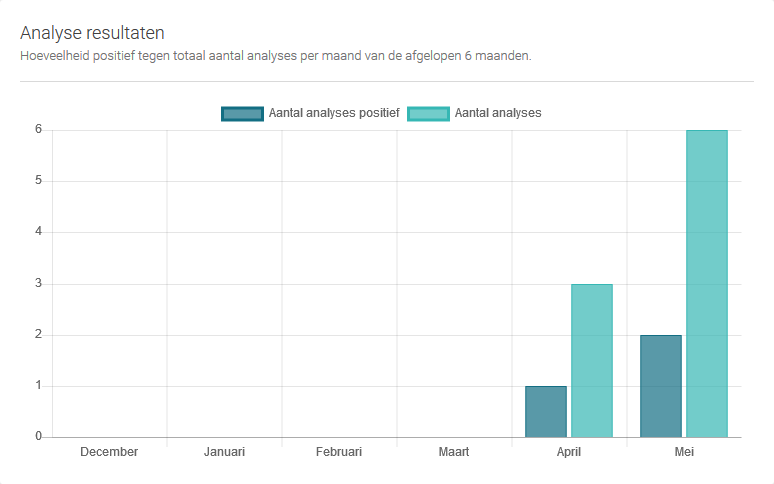 Analyse resultaten
Hoeveelheid positief tegen totaal aantal analyses per maand van de afgelopen 6 maanden.
Aantal analyses positief Aantal analyses
6
5
4
3
2
1
0
December Januari Februari Maart April Mei